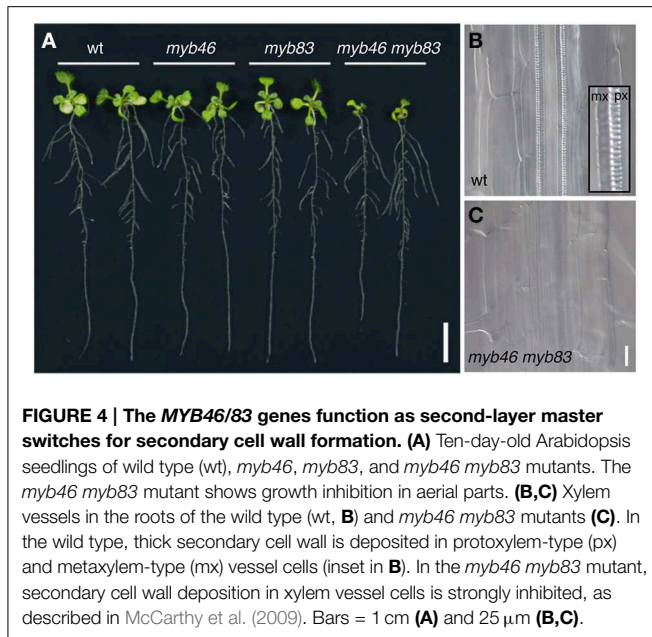 A
wt
myb46
myb83
myb46 myb83
B
mx px
wt
C
myb46 myb83
FIGURE 4 | The MYB46/83 genes function as second-layer master
switches for secondary cell wall formation. (A) Ten-day-old Arabidopsis
seedlings of wild type (wt), myb46, myb83, and myb46 myb83 mutants. The
myb46 myb83 mutant shows growth inhibition in aerial parts. (B,C) Xylem
vessels in the roots of the wild type (wt, B) and myb46 myb83 mutants (C). In
the wild type, thick secondary cell wall is deposited in protoxylem-type (px)
and metaxylem-type (mx) vessel cells (inset in B). In the myb46 myb83 mutant,
secondary cell wall deposition in xylem vessel cells is strongly inhibited, as
described in McCarthy et al. (2009). Bars = 1 cm (A) and 25 μm (B,C).